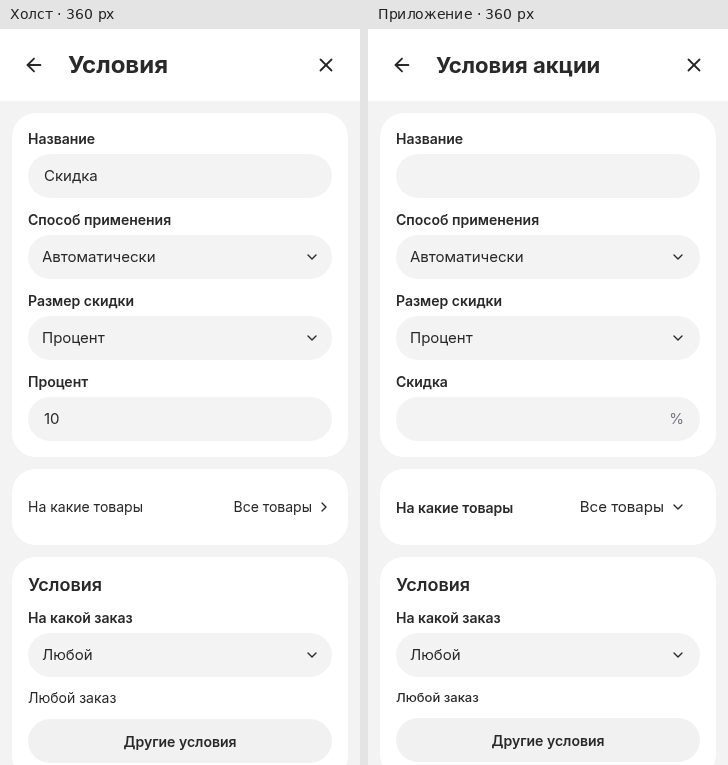 Холст · 360 px
Условия
Название
Скидка
Способ применения
Автоматически
Размер скидки
Процент
Процент
10
На какие товары
Все товары
Условия
На какой заказ
Любой
Любой заказ
Другие условия
Приложение · 360 px
Условия акции
Название
Способ применения
Автоматически
Размер скидки
Процент
Скидка
%
На какие товары
Все товары
Условия
На какой заказ
Любой
Любой заказ
Другие условия